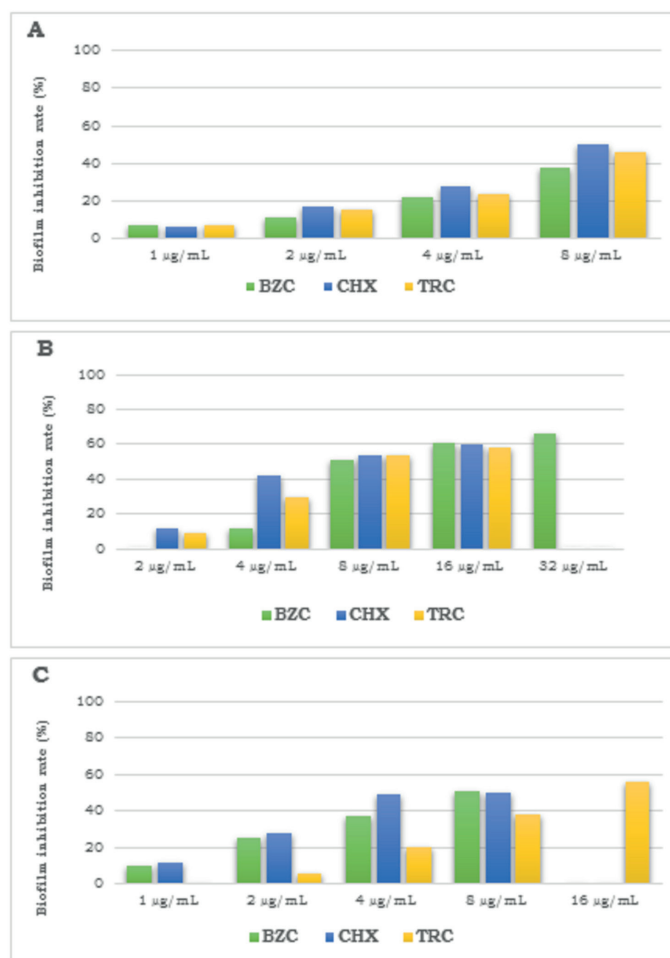 A
Biofilm inhibition rate (%)
100
80
60
40
20
0
1 µg/mL 2 µg/mL 4 µg/mL 8 µg/mL
BZC CHX TRC
B
Biofilm inhibition rate (%)
100
80
60
40
20
0
2 µg/mL 4 µg/mL 8 µg/mL 16 µg/mL 32 µg/mL
BZC CHX TRC
C
Biofilm inhibition rate (%)
100
80
60
40
20
0
1 µg/mL 2 µg/mL 4 µg/mL 8 µg/mL 16 µg/mL
BZC CHX TRC